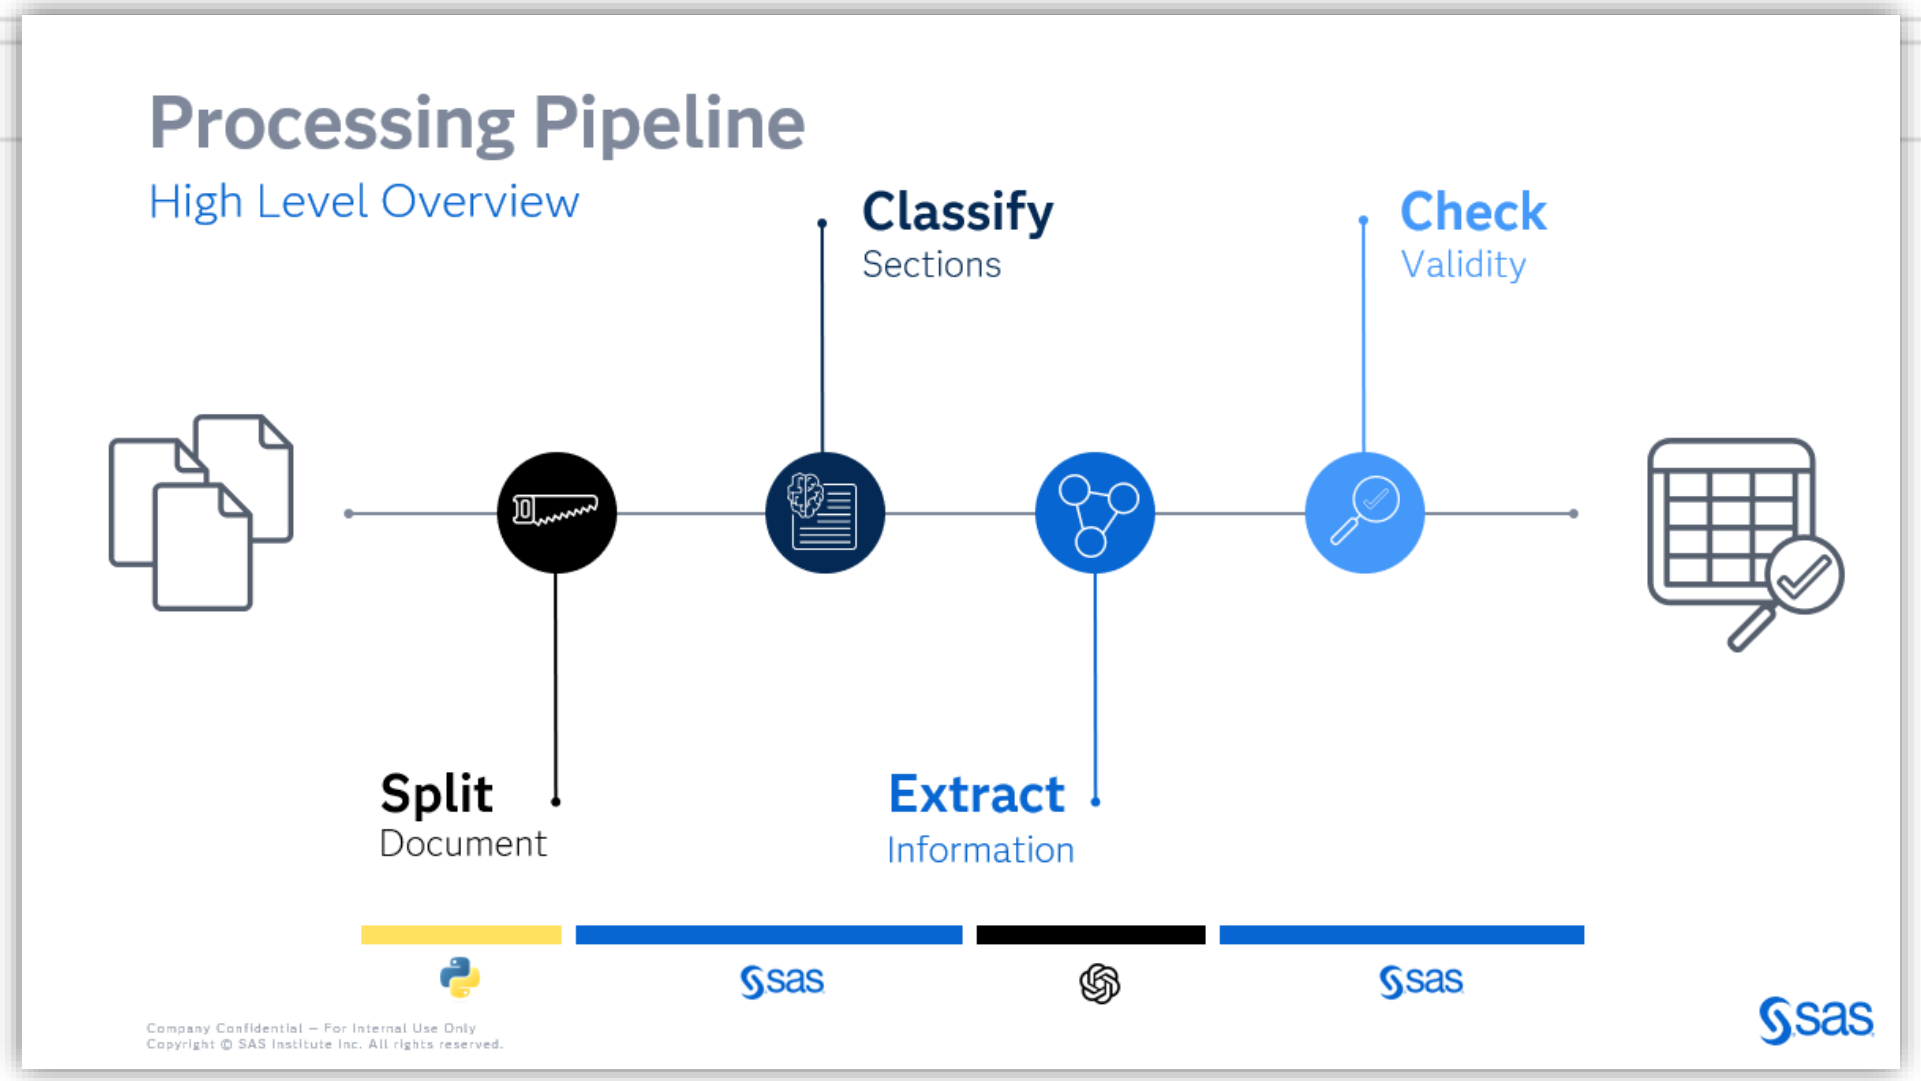 Processing Pipeline
High Level Overview
Classify
Sections
Check
Validity
Split
Document
Extract
Information
sas
sas
Company Confidential – For Internal Use Only
Copyright © SAS Institute Inc. All rights reserved.
sas